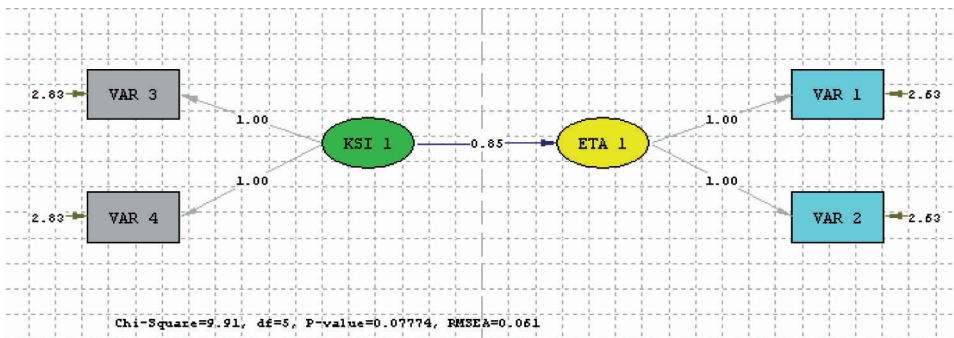 2.83 VAR 3 VAR 1 2.53
1.00 1.00
KSI 1 0.85 ETA 1
1.00 1.00
2.83 VAR 4 VAR 2 2.53
Chi-Square=9.91, df=5, P-value=0.07774, RMSEA=0.061